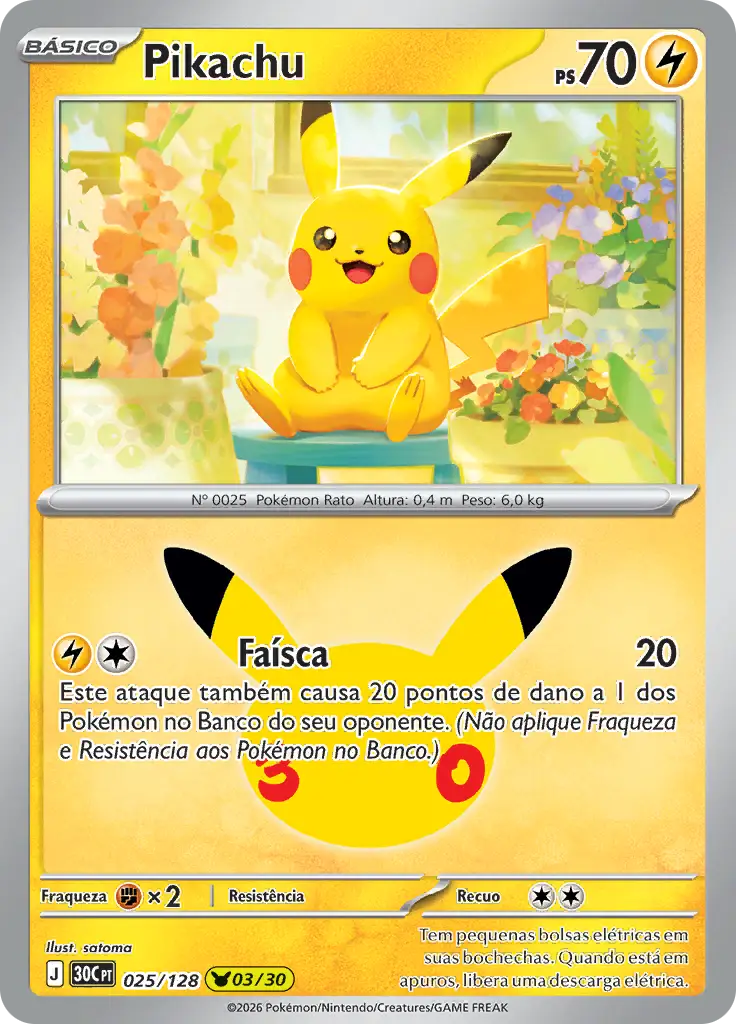 BÁSICO
Pikachu
PS 70
Nº 0025 Pokémon Rato Altura: 0,4 m Peso: 6,0 kg
Faísca 20
Este ataque também causa 20 pontos de dano a 1 dos
Pokémon no Banco do seu oponente. (Não aplique Fraqueza
e Resistência aos Pokémon no Banco.)
30
Fraqueza ×2 Resistência Recuo
Ilust. satoma
Tem pequenas bolsas elétricas em
suas bochechas. Quando está em
apuros, libera uma descarga elétrica.
J 30C PT 025/128 03/30
©2026 Pokémon/Nintendo/Creatures/GAME FREAK